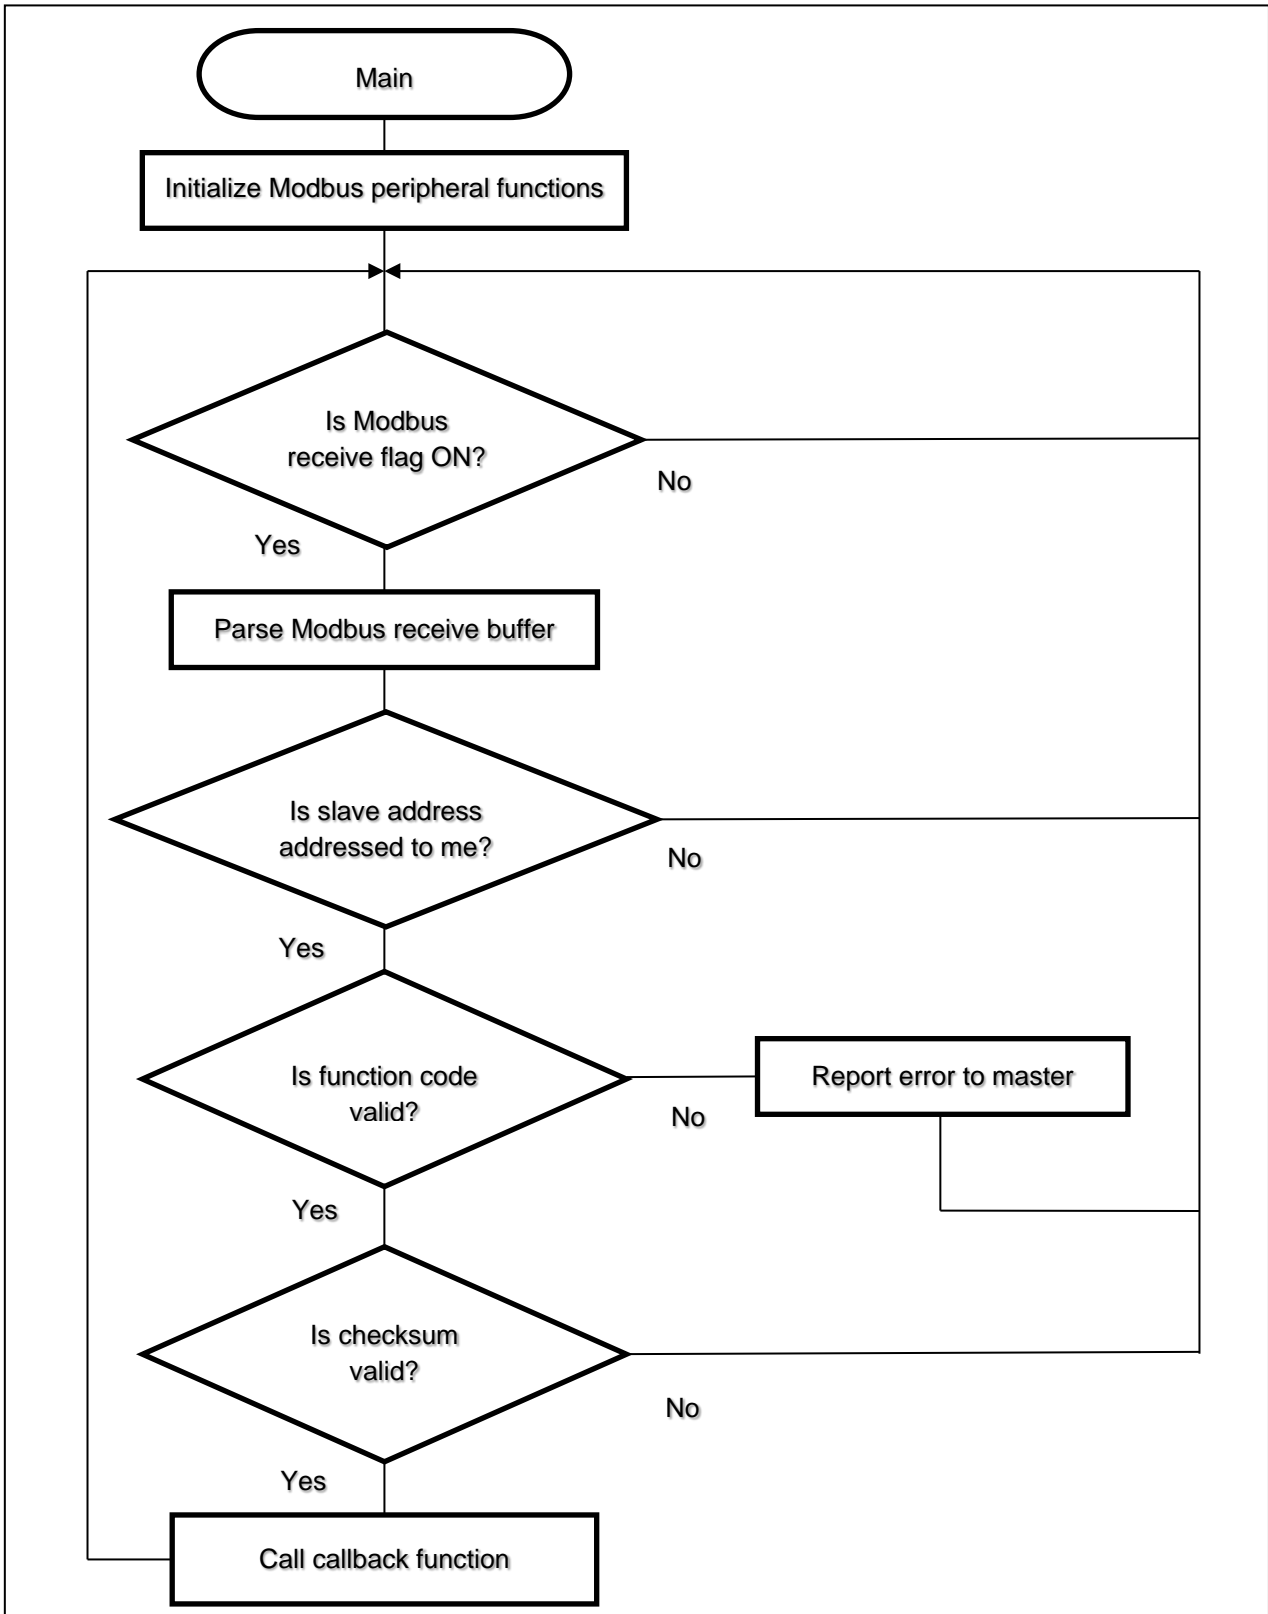 Main
Initialize Modbus peripheral functions
Is Modbus
receive flag ON?
No
Yes
Parse Modbus receive buffer
Is slave address
addressed to me?
No
Yes
Is function code
valid?
No
Report error to master
Yes
Is checksum
valid?
No
Yes
Call callback function